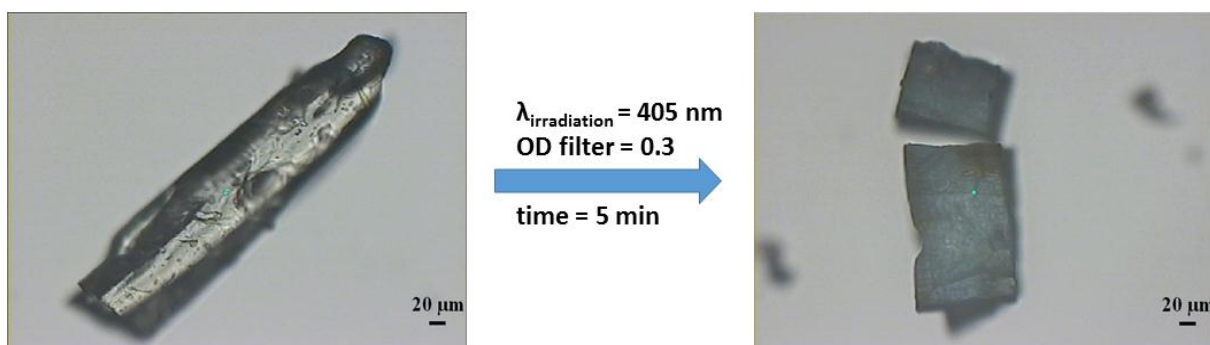 λirradiation = 405 nm
OD filter = 0.3
time = 5 min
20 μm
20 μm